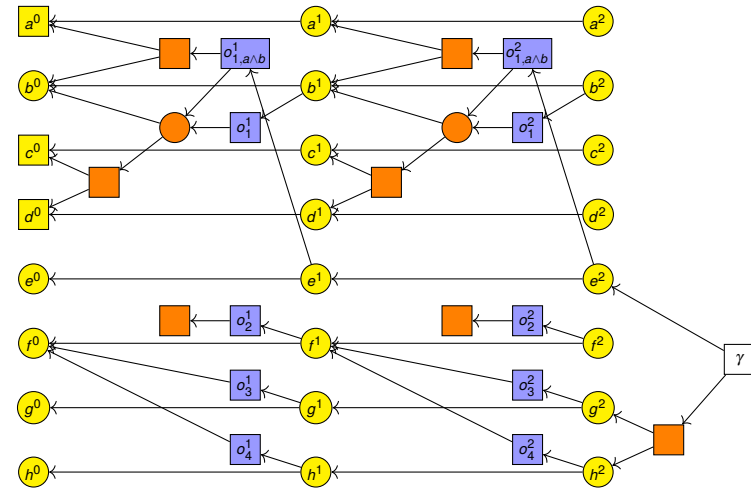 a⁰ a¹ a²
o¹₁,a∧b o²₁,a∧b
b⁰ b¹ b²
o¹₁ o²₁
c⁰ c¹ c²
d⁰ d¹ d²
e⁰ e¹ e²
o¹₂ o²₂
f⁰ f¹ f²
γ
o¹₃ o²₃
g⁰ g¹ g²
o¹₄ o²₄
h⁰ h¹ h²